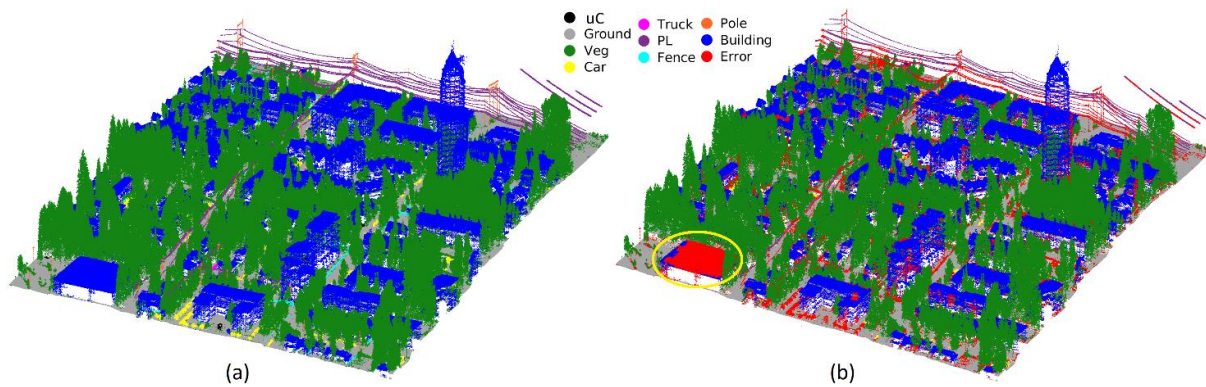 uC
Ground
Veg
Car
Truck
PL
Fence
Pole
Building
Error
(a)
(b)